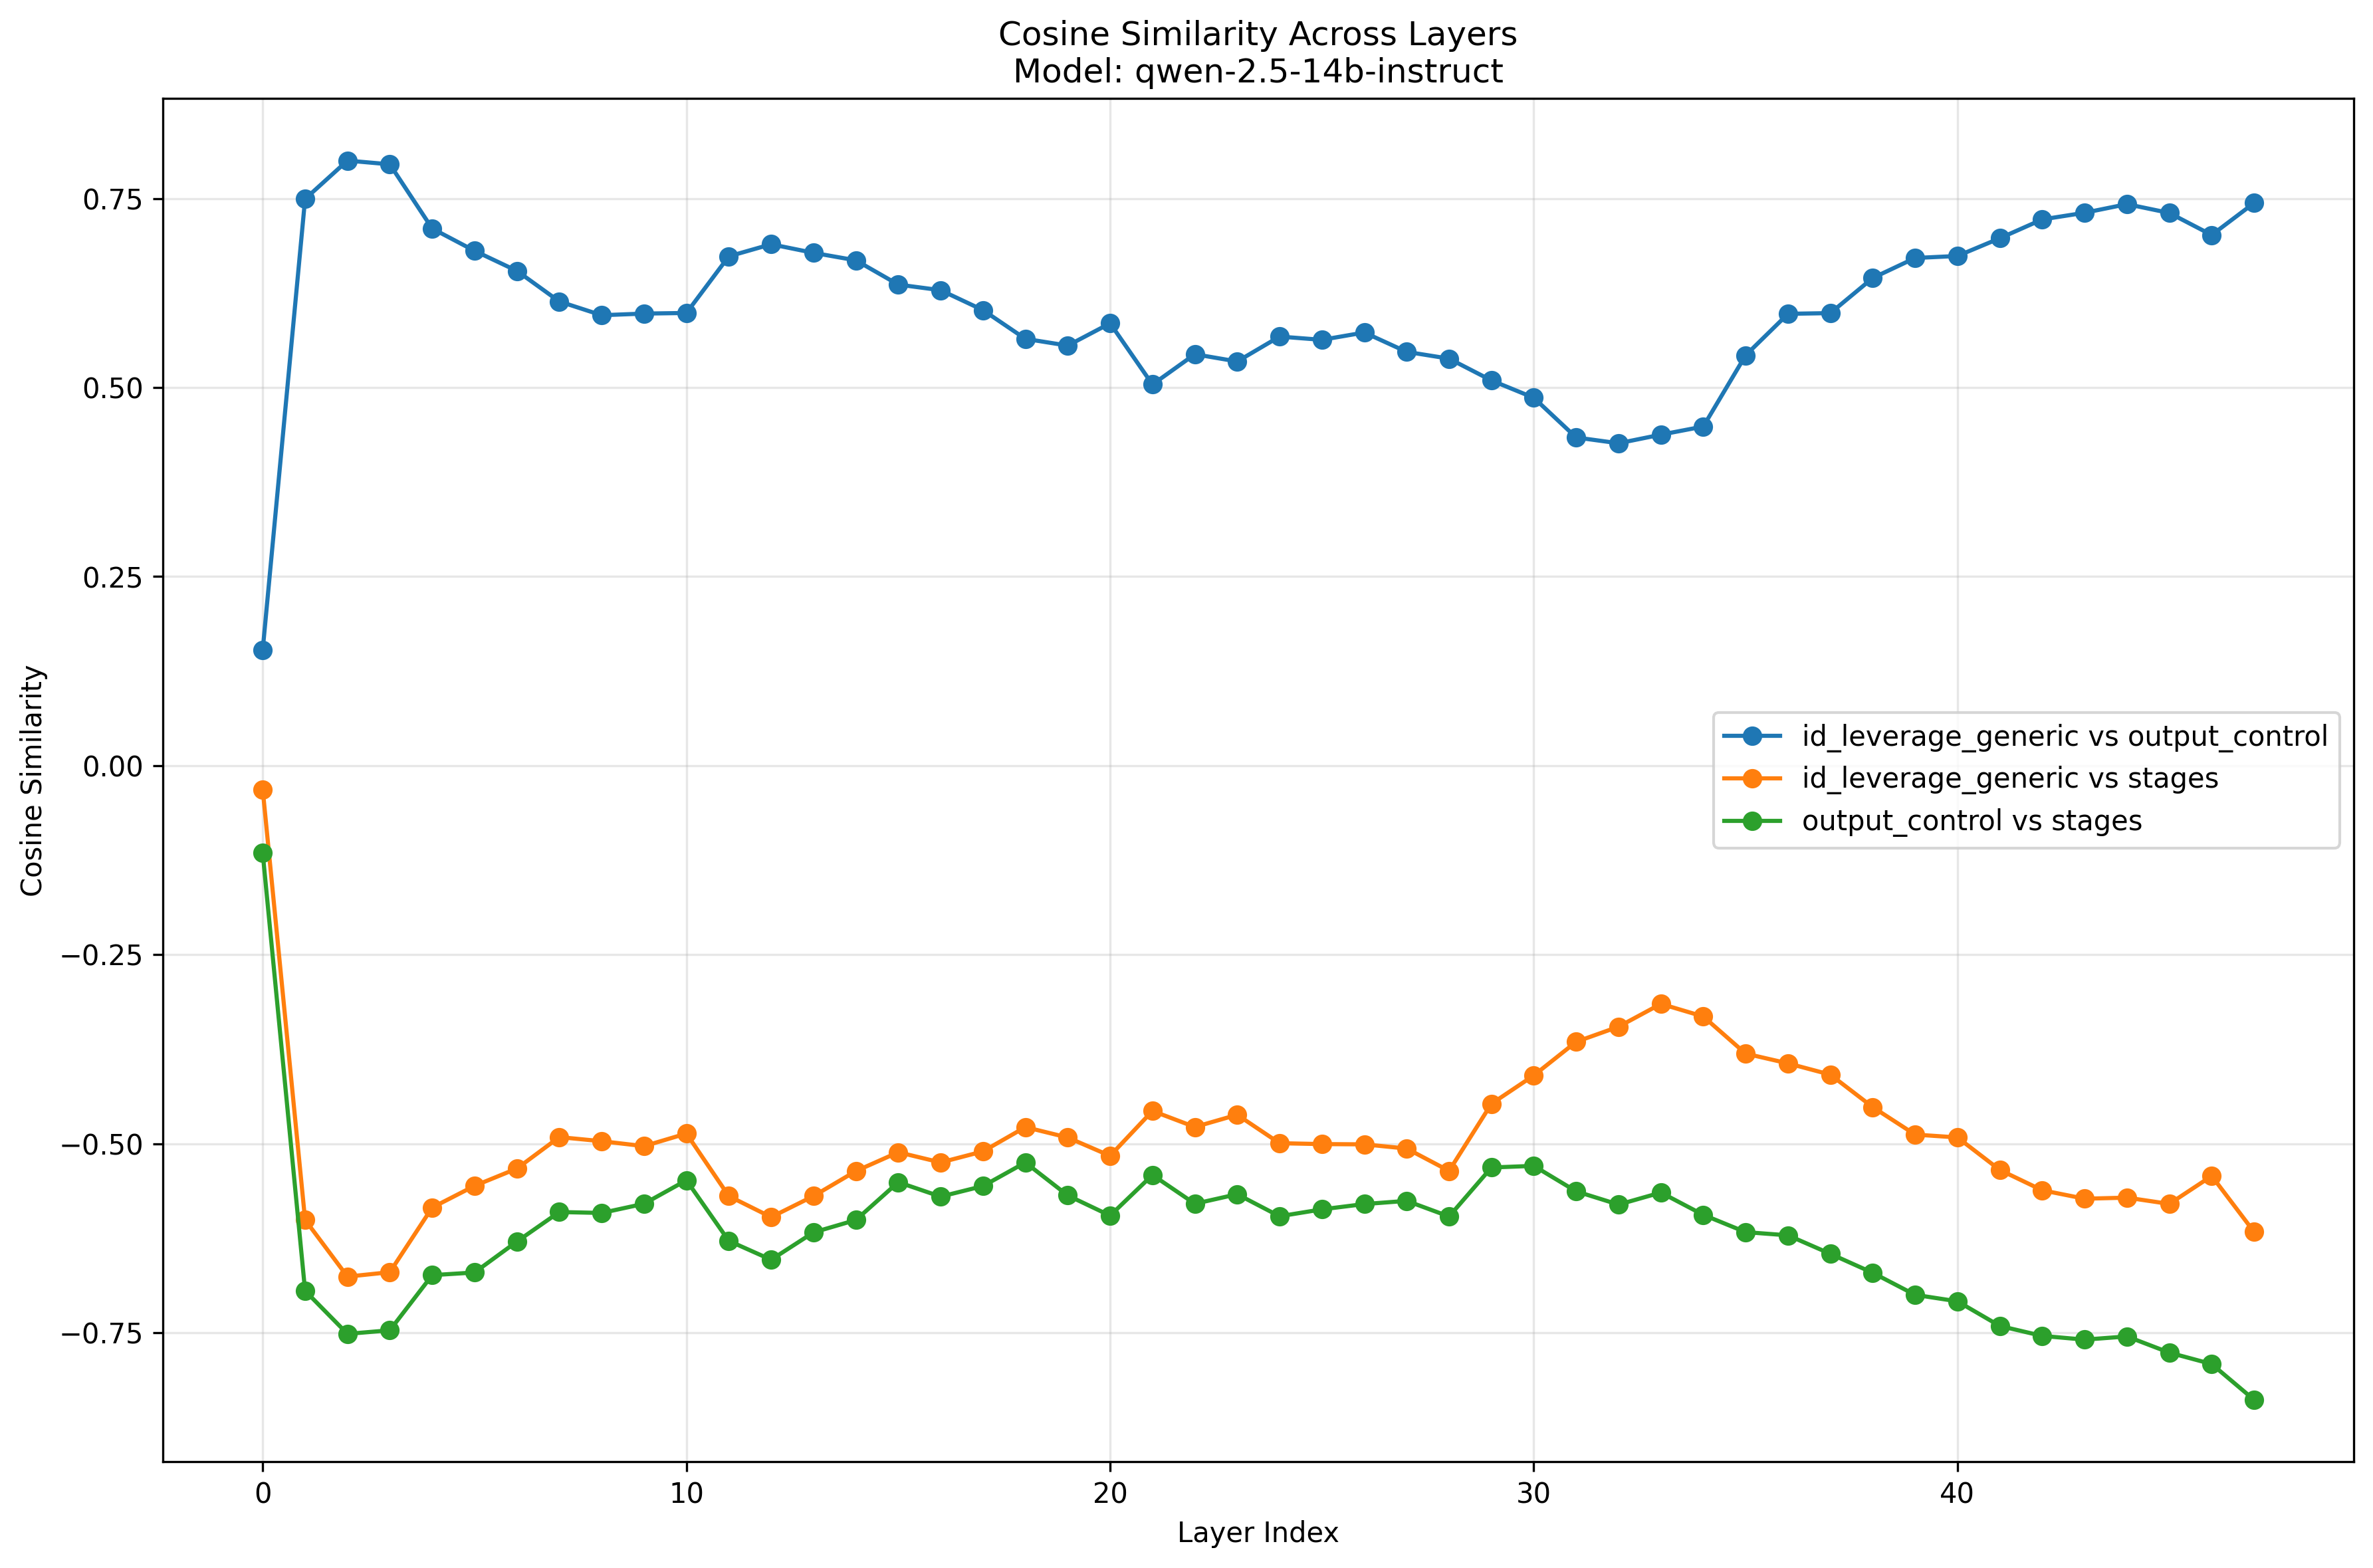 Cosine Similarity Across Layers
Model: qwen-2.5-14b-instruct
Cosine Similarity
0.75
0.50
0.25
0.00
−0.25
−0.50
−0.75
id_leverage_generic vs output_control
id_leverage_generic vs stages
output_control vs stages
0
10
20
30
40
Layer Index